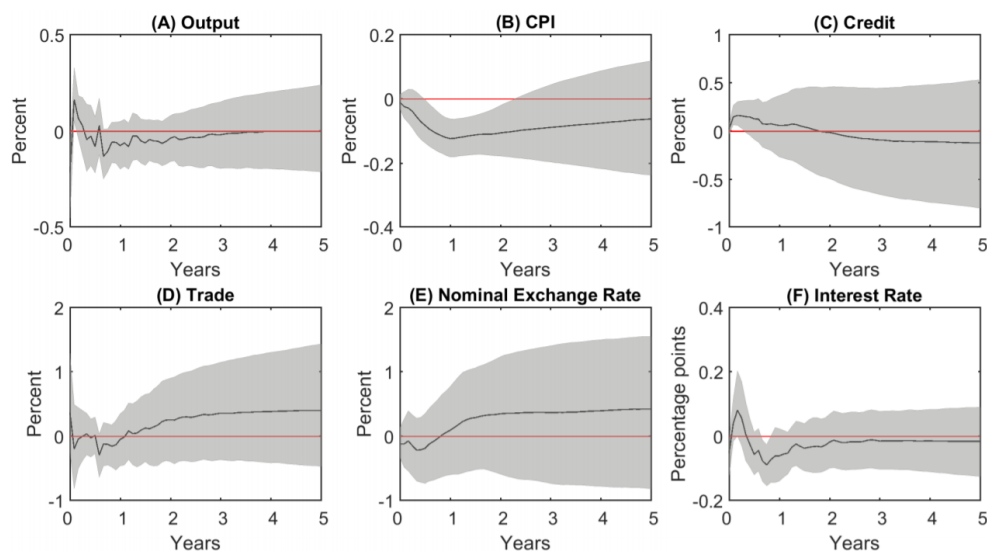 (A) Output
0.5
0
-0.5
Percent
0 1 2 3 4 5
Years
(B) CPI
0.2
0
-0.2
-0.4
Percent
0 1 2 3 4 5
Years
(C) Credit
1
0.5
0
-0.5
-1
Percent
0 1 2 3 4 5
Years
(D) Trade
2
1
0
-1
Percent
0 1 2 3 4 5
Years
(E) Nominal Exchange Rate
2
1
0
-1
Percent
0 1 2 3 4 5
Years
(F) Interest Rate
0.4
0.2
0
-0.2
Percentage points
0 1 2 3 4 5
Years